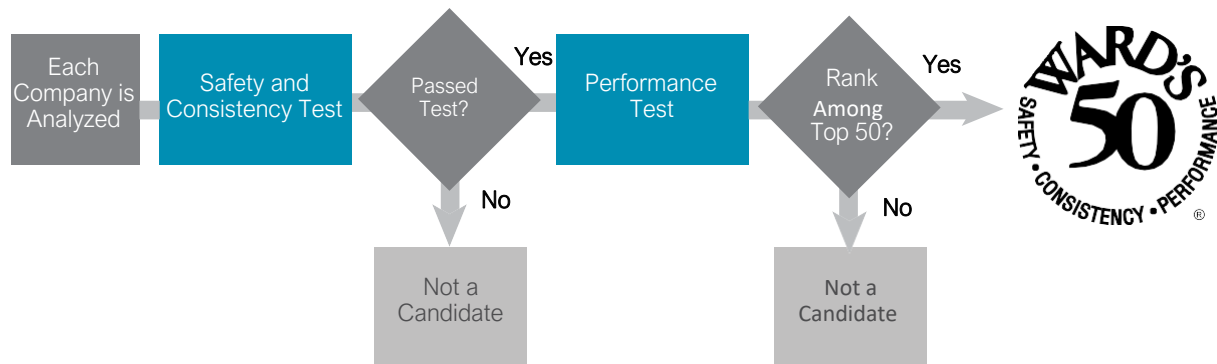 Each
Company is
Analyzed
Safety and
Consistency Test
Passed
Test?
Yes
No
Not a
Candidate
Performance
Test
Rank
Among
Top 50?
Yes
No
Not a
Candidate
WARD'S
50
SAFETY • CONSISTENCY • PERFORMANCE
®